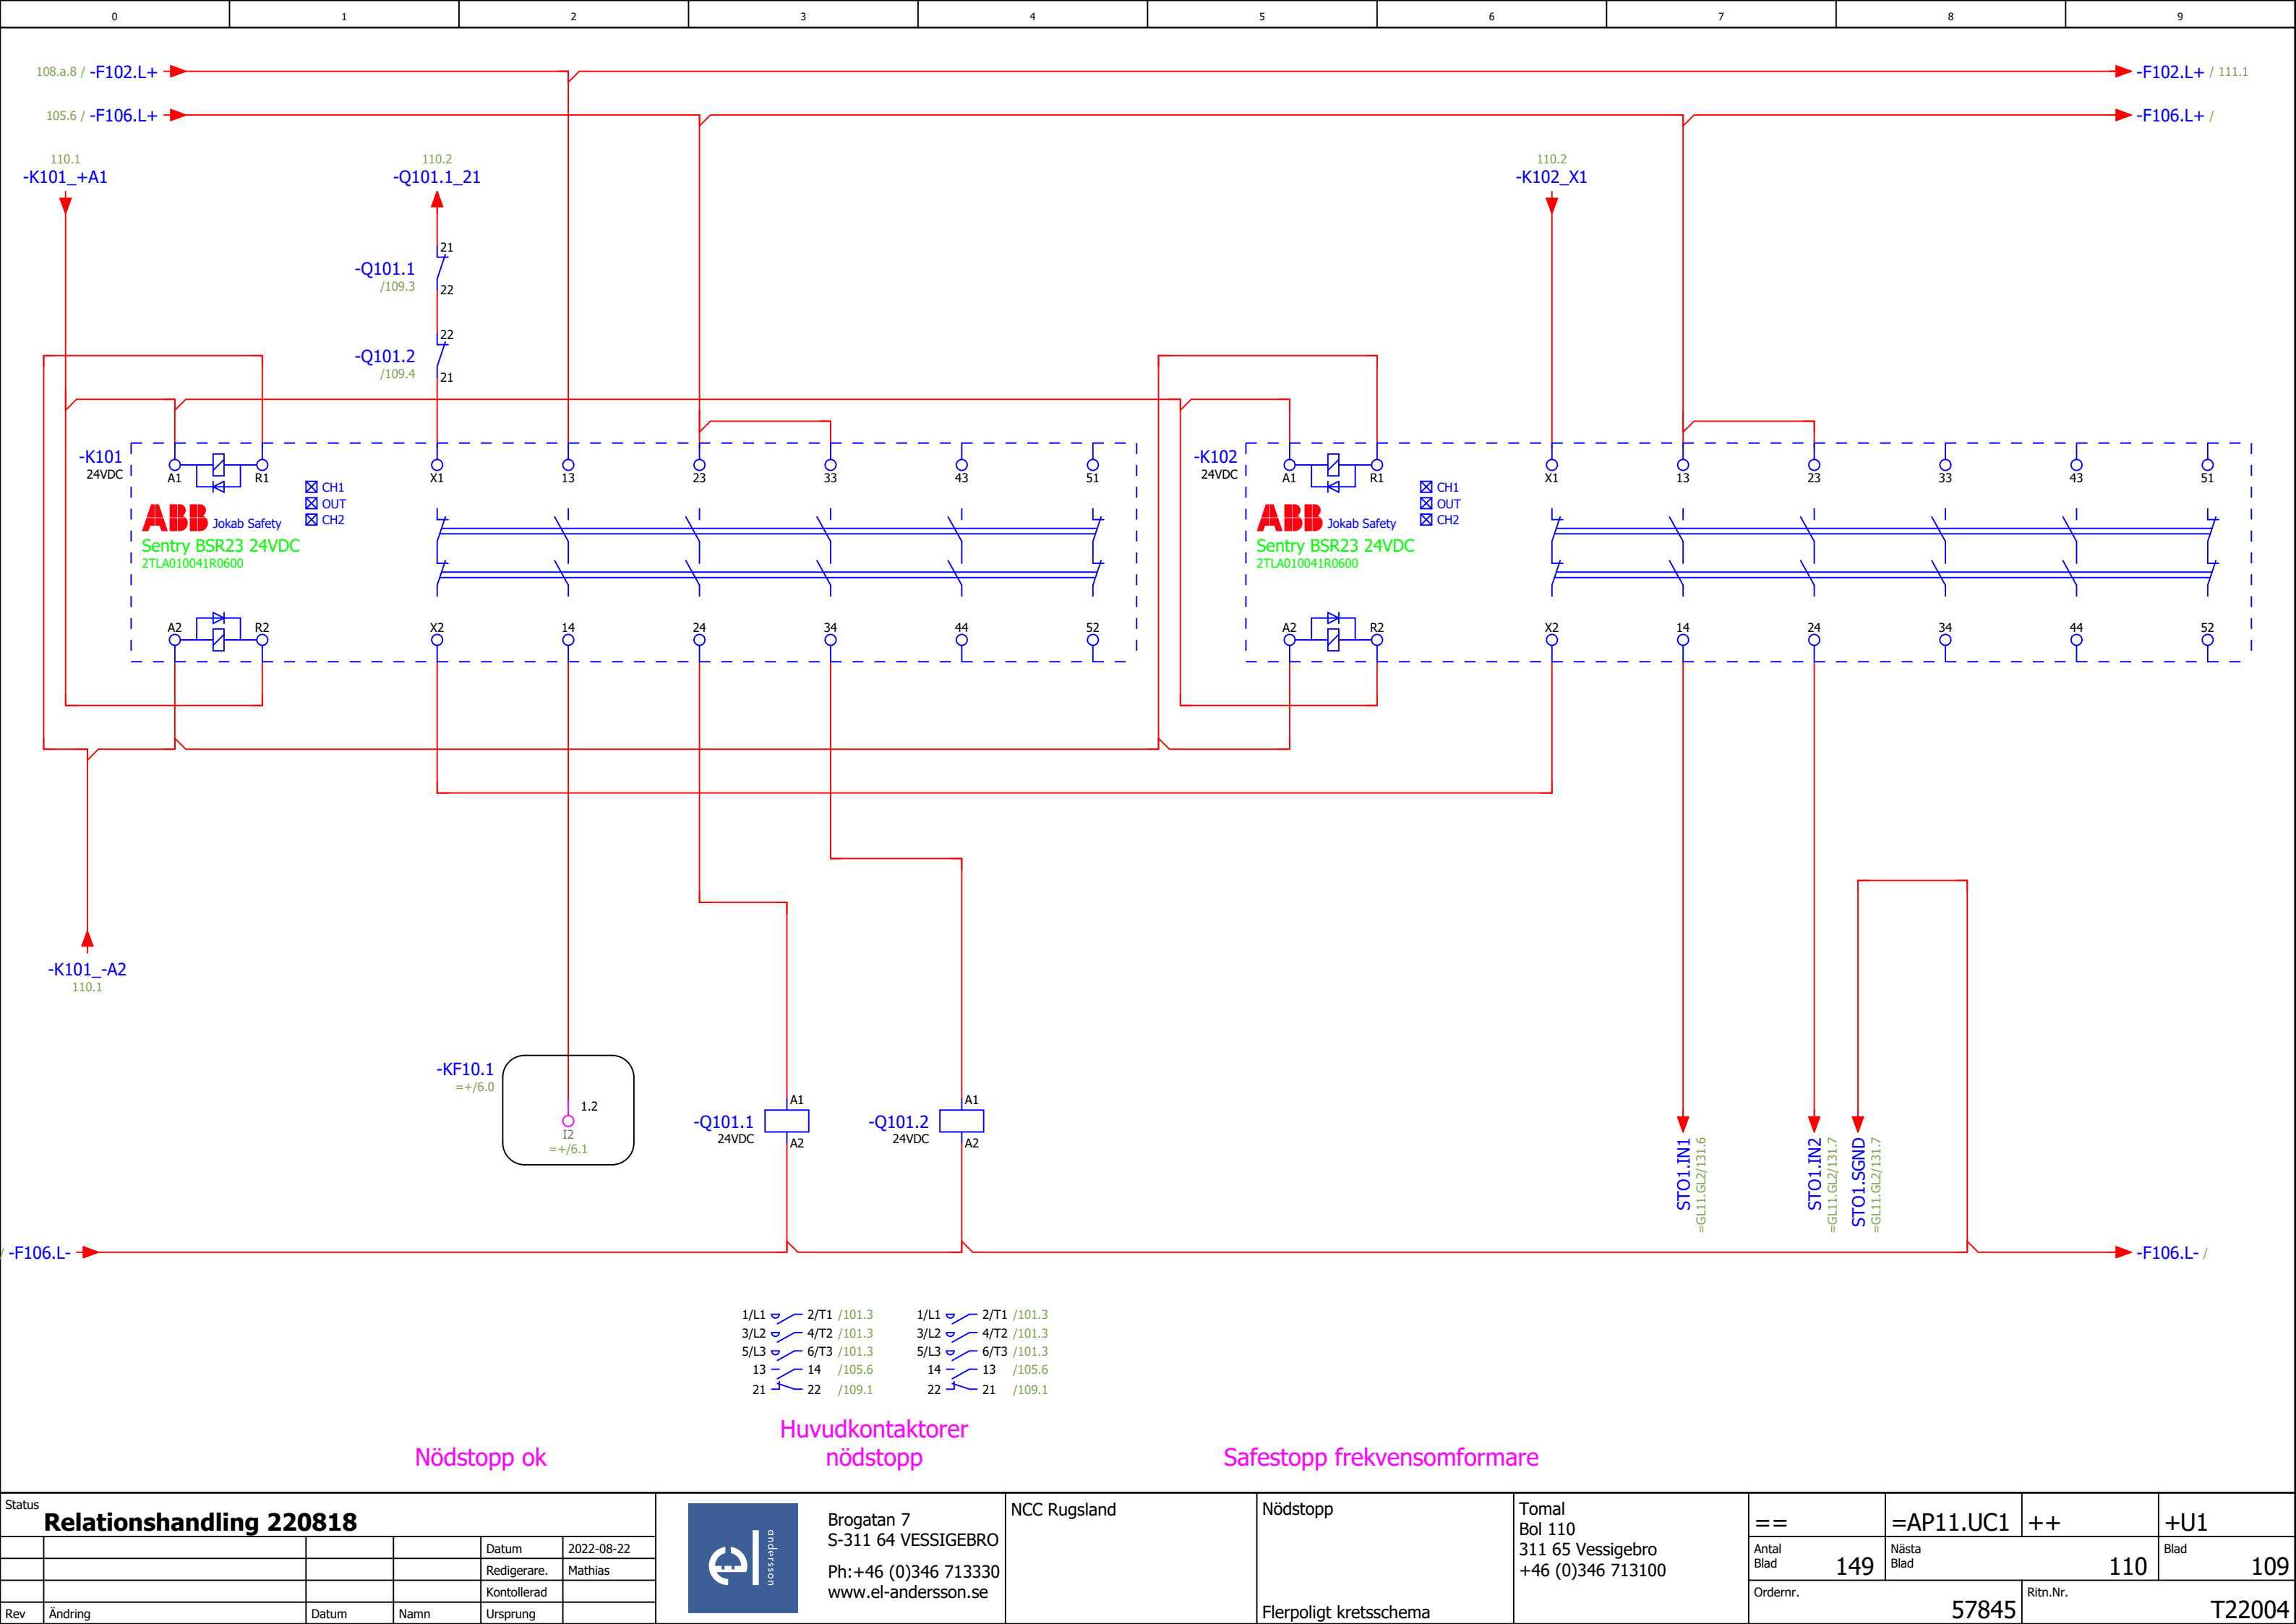 0 1 2 3 4 5 6 7 8 9
108.a.8 / -F102.L+
-F102.L+ / 111.1
105.6 / -F106.L+
-F106.L+ /
110.1
-K101_+A1
110.2
-Q101.1_21
110.2
-K102_X1
21
-Q101.1
/109.3
22
22
-Q101.2
/109.4
21
-K101
24VDC
A1 R1 X1 13 23 33 43 51
CH1
OUT
CH2
ABB Jokab Safety
Sentry BSR23 24VDC
2TLA010041R0600
A2 R2 X2 14 24 34 44 52
-K102
24VDC
A1 R1 X1 13 23 33 43 51
CH1
OUT
CH2
ABB Jokab Safety
Sentry BSR23 24VDC
2TLA010041R0600
A2 R2 X2 14 24 34 44 52
-K101_-A2
110.1
-KF10.1
=+/6.0
1.2
I2
=+/6.1
A1
-Q101.1
24VDC
A2
A1
-Q101.2
24VDC
A2
STO1.IN1
=GL11.GL2/131.6
STO1.IN2
=GL11.GL2/131.7
STO1.SGND
=GL11.GL2/131.7
/ -F106.L-
-F106.L- /
1/L1 2/T1 /101.3
3/L2 4/T2 /101.3
5/L3 6/T3 /101.3
13 14 /105.6
21 22 /109.1
1/L1 2/T1 /101.3
3/L2 4/T2 /101.3
5/L3 6/T3 /101.3
14 13 /105.6
22 21 /109.1
Nödstopp ok
Huvudkontaktorer
nödstopp
Safestopp frekvensomformare
Status
Relationshandling 220818
Datum 2022-08-22
Redigerare. Mathias
Kontollerad
Rev Ändring Datum Namn Ursprung
el andersson
Brogatan 7
S-311 64 VESSIGEBRO
Ph:+46 (0)346 713330
www.el-andersson.se
NCC Rugsland
Nödstopp
Flerpoligt kretsschema
Tomal
Bol 110
311 65 Vessigebro
+46 (0)346 713100
== =AP11.UC1 ++ +U1
Antal
Blad 149
Nästa
Blad 110
Blad 109
Ordernr. 57845
Ritn.Nr. T22004